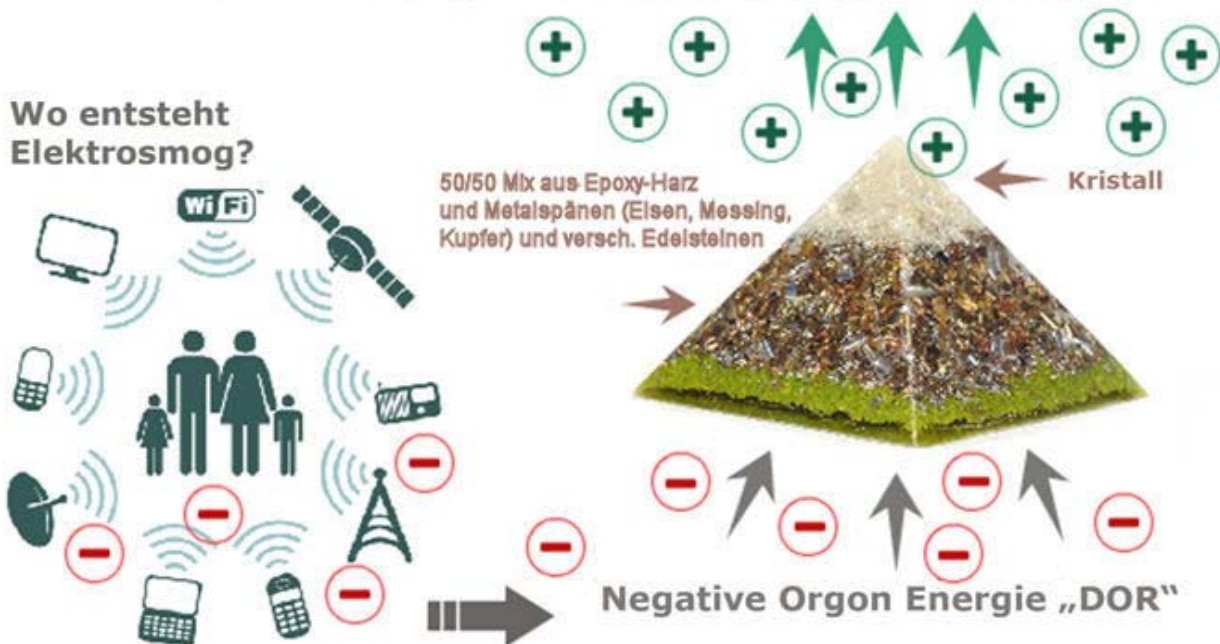 Wo entsteht
Elektrosmog?
WiFi
50/50 Mix aus Epoxy-Harz
und Metalspänen (Eisen, Messing,
Kupfer) und versch. Edelsteinen
Kristall
Negative Orgon Energie „DOR“